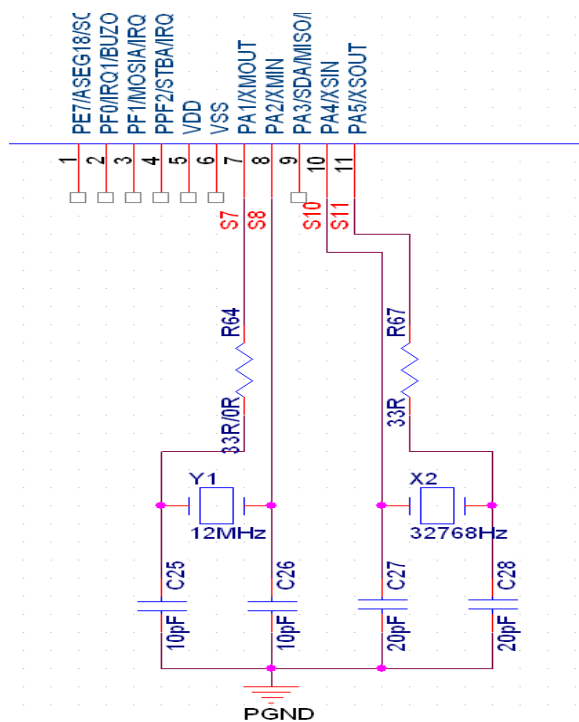 PE7/ASEG18/SC
PF0/IRQ1/BUZO
PF1/MOSIA/IRQ
PPF2/STBA/IRQ
VDD
VSS
PA1/XMOUT
PA2/XMIN
PA3/SDA/MISO/I
PA4/XSIN
PA5/XSOUT
1
2
3
4
5
6
7
8
9
10
11
S7
S8
S10
S11
R64
33R/0R
R67
33R
Y1
12MHz
X2
32768Hz
C25
10pF
C26
10pF
C27
20pF
C28
20pF
PGND